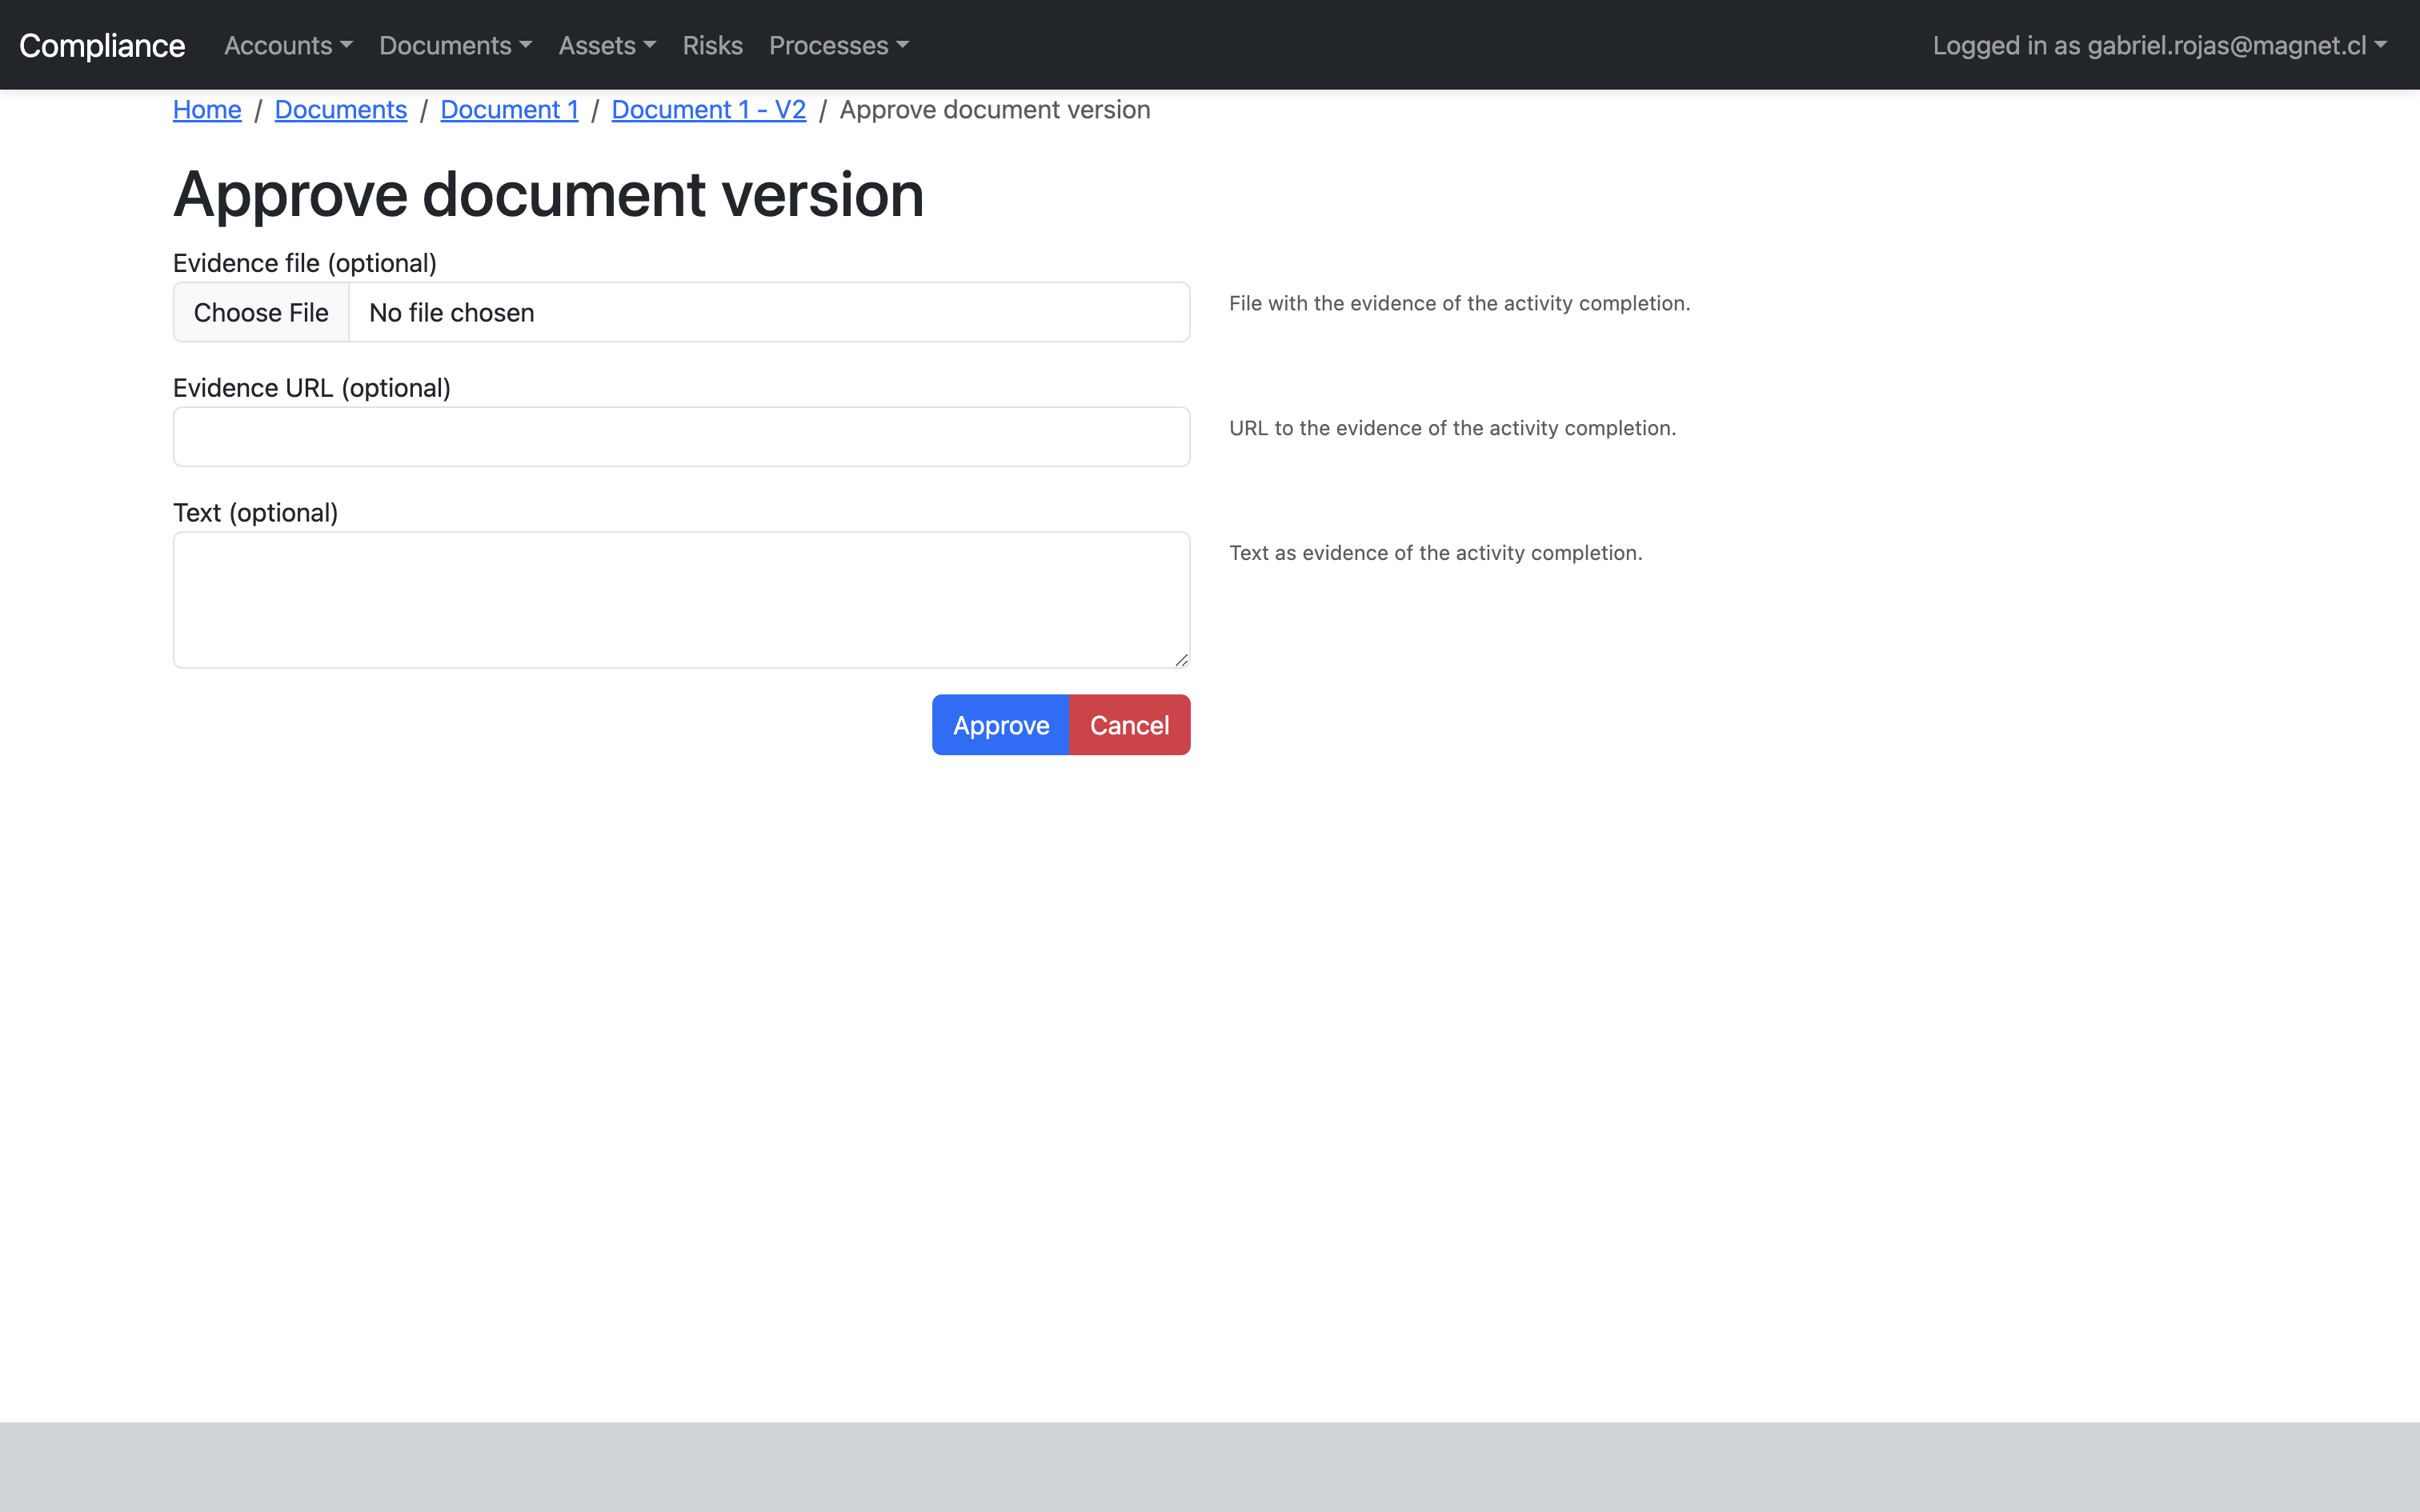 Compliance Accounts Documents Assets Risks Processes Logged in as gabriel.rojas@magnet.cl
Home / Documents / Document 1 / Document 1 - V2 / Approve document version
Approve document version
Evidence file (optional)
Choose File No file chosen File with the evidence of the activity completion.
Evidence URL (optional)
URL to the evidence of the activity completion.
Text (optional)
Text as evidence of the activity completion.
Approve Cancel